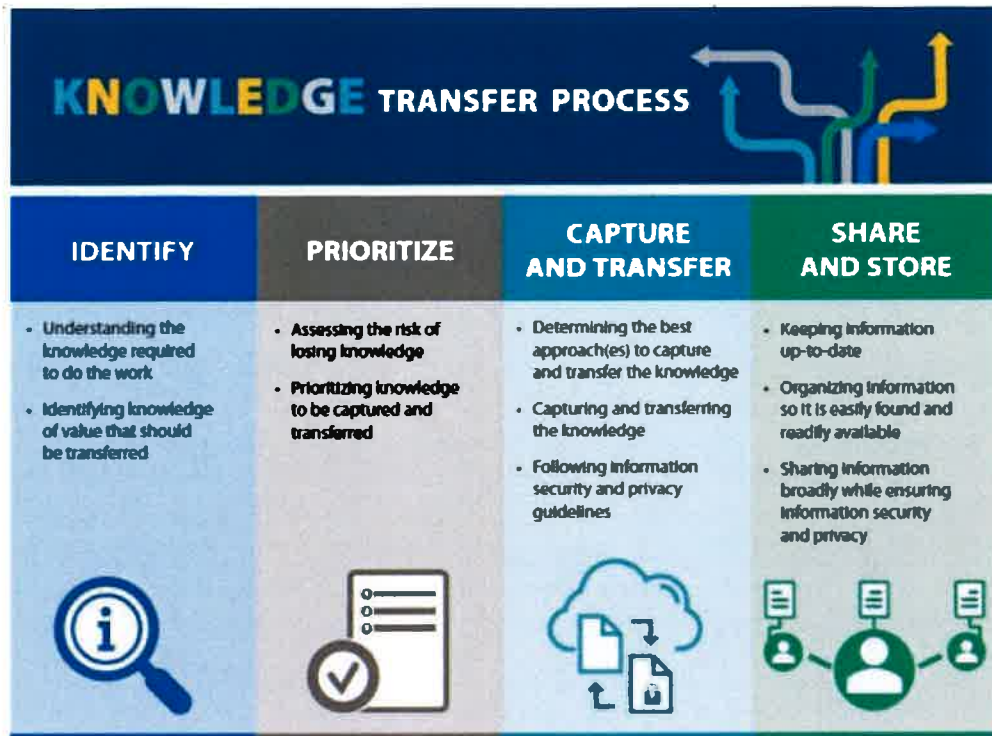 KNOWLEDGE TRANSFER PROCESS
IDENTIFY
• Understanding the
knowledge required
to do the work
• Identifying knowledge
of value that should
be transferred
PRIORITIZE
• Assessing the risk of
losing knowledge
• Prioritizing knowledge
to be captured and
transferred
CAPTURE
AND TRANSFER
• Determining the best
approach(es) to capture
and transfer the knowledge
• Capturing and transferring
the knowledge
• Following information
security and privacy
guidelines
SHARE
AND STORE
• Keeping information
up-to-date
• Organizing information
so it is easily found and
readily available
• Sharing information
broadly while ensuring
information security
and privacy